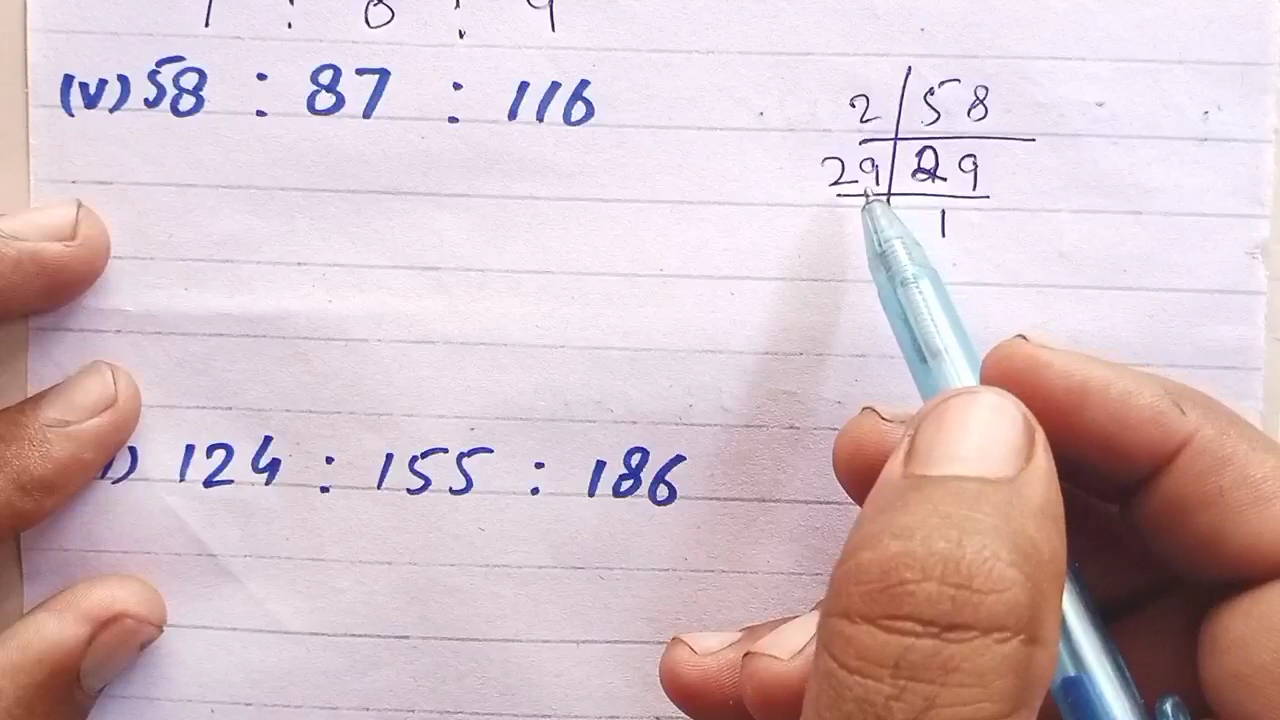 (v) 58 : 87 : 116
2 | 58
29 | 29
1
124 : 155 : 186